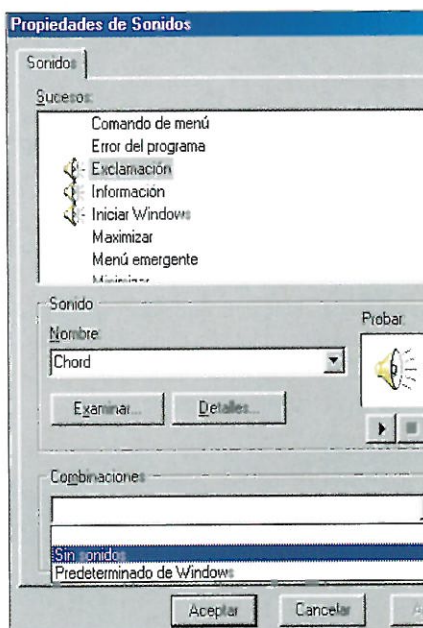 Propiedades de Sonidos
Sonidos
Sucesos:
Comando de menú
Error del programa
Exclamación
Información
Iniciar Windows
Maximizar
Menú emergente
Minimizar
Sonido
Nombre:
Probar:
Chord
Examinar...
Detalles...
Combinaciones
Sin sonidos
Predeterminado de Windows
Aceptar
Cancelar